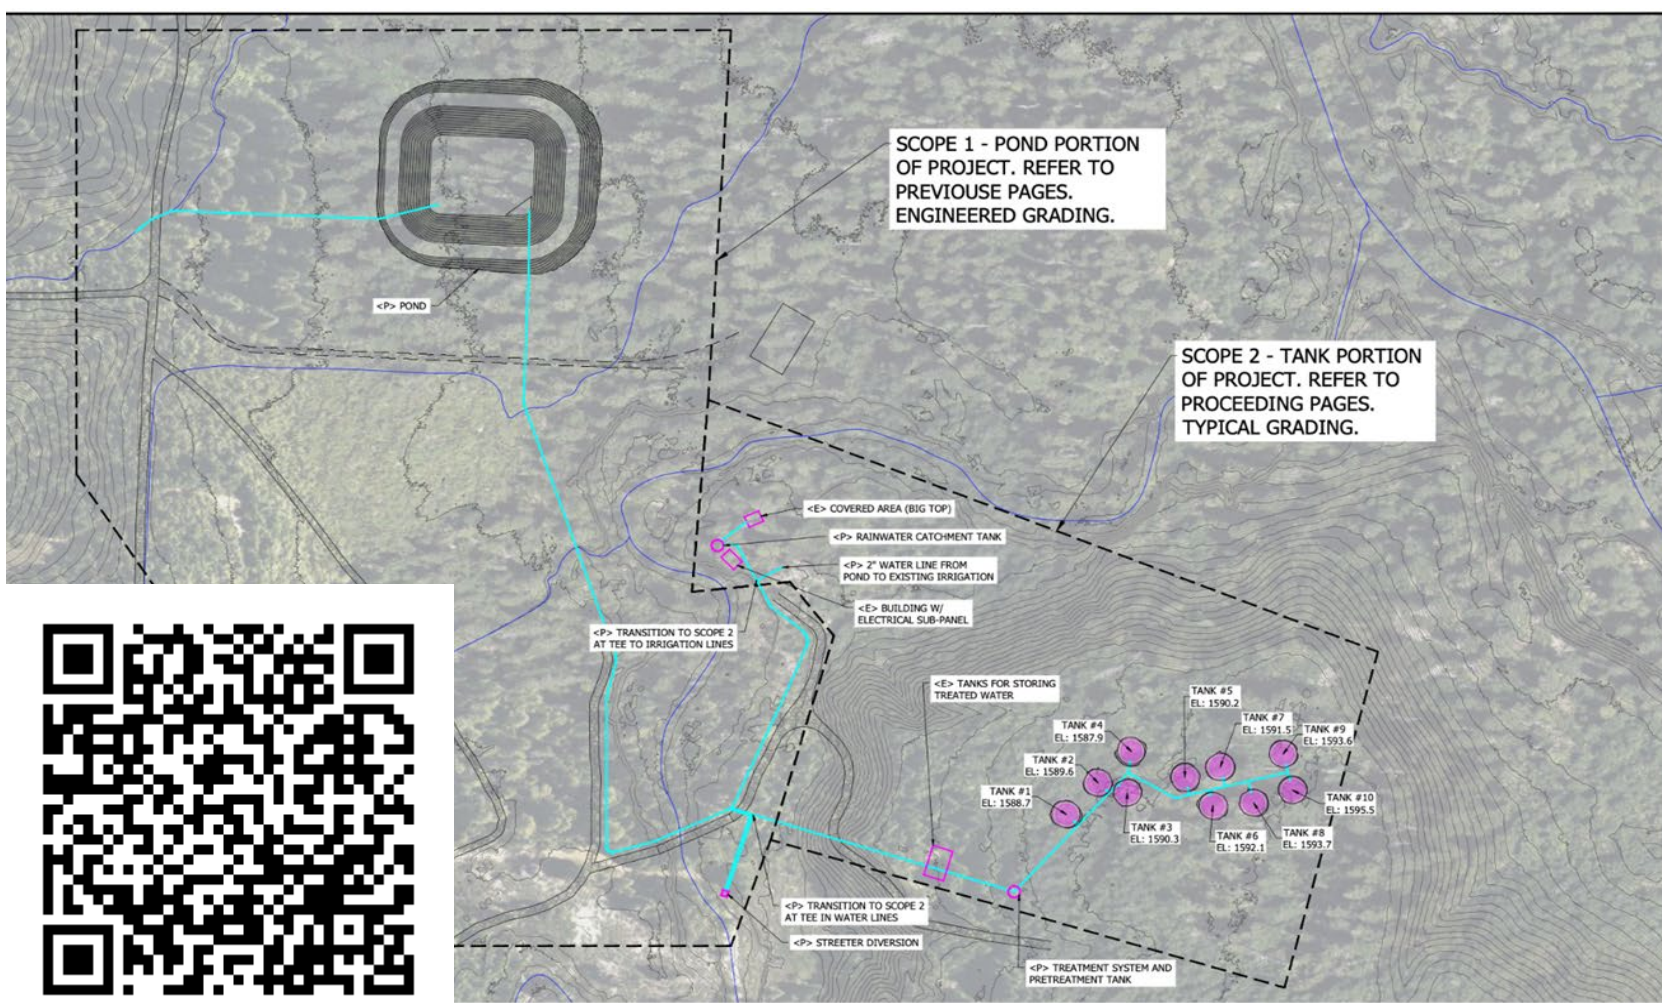 SCOPE 1 - POND PORTION
OF PROJECT. REFER TO
PREVIOUSE PAGES.
ENGINEERED GRADING.
<P> POND
SCOPE 2 - TANK PORTION
OF PROJECT. REFER TO
PROCEEDING PAGES.
TYPICAL GRADING.
<E> COVERED AREA (BIG TOP)
<P> RAINWATER CATCHMENT TANK
<P> 2" WATER LINE FROM
POND TO EXISTING IRRIGATION
<E> BUILDING W/
ELECTRICAL SUB-PANEL
<P> TRANSITION TO SCOPE 2
AT TEE TO IRRIGATION LINES
<E> TANKS FOR STORING
TREATED WATER
TANK #5
EL: 1590.2
TANK #7
EL: 1591.5
TANK #4
EL: 1587.9
TANK #9
EL: 1593.6
TANK #2
EL: 1589.6
TANK #1
EL: 1588.7
TANK #10
EL: 1595.5
TANK #3
EL: 1590.3
TANK #6
EL: 1592.1
TANK #8
EL: 1593.7
<P> TRANSITION TO SCOPE 2
AT TEE IN WATER LINES
<P> STREETER DIVERSION
<P> TREATMENT SYSTEM AND
PRETREATMENT TANK